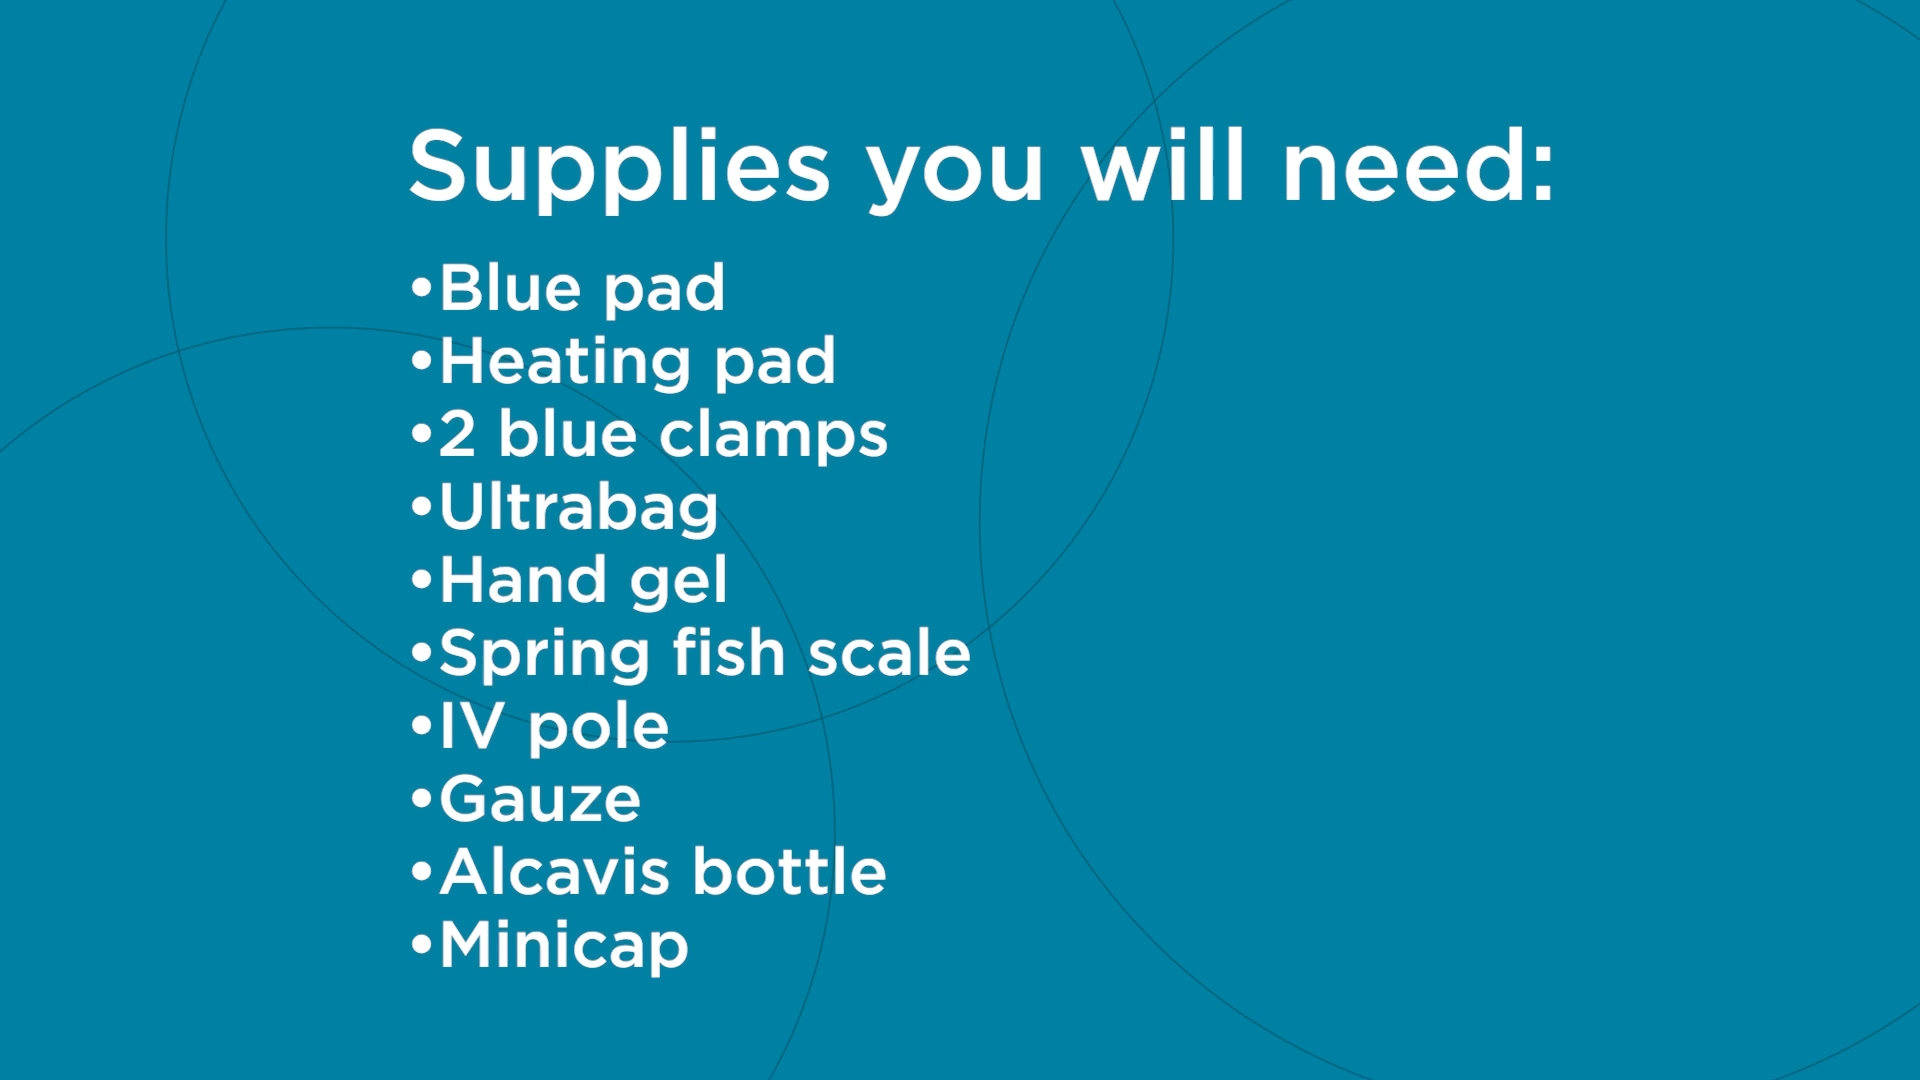 Supplies you will need:
•Blue pad
•Heating pad
•2 blue clamps
•Ultrabag
•Hand gel
•Spring fish scale
•IV pole
•Gauze
•Alcavis bottle
•Minicap